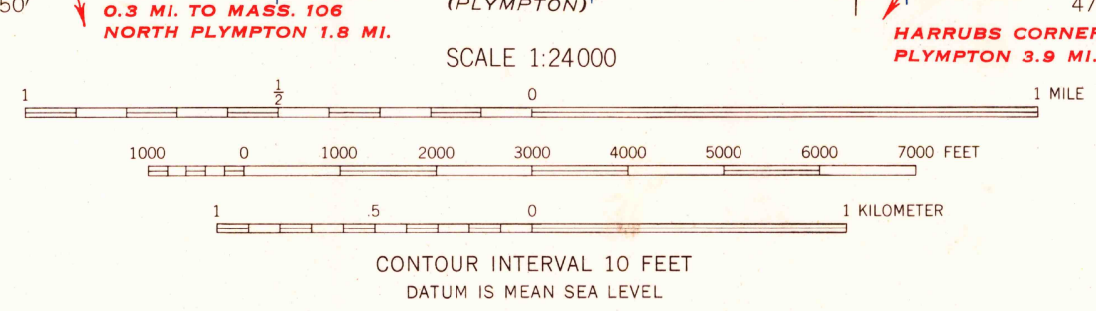 50'
0.3 MI. TO MASS. 106
NORTH PLYMPTON 1.8 MI.
(PLYMPTON)
47
HARRUBS CORNER
PLYMPTON 3.9 MI.
SCALE 1:24000
1 1/2 0 1 MILE
1000 0 1000 2000 3000 4000 5000 6000 7000 FEET
1 .5 0 1 KILOMETER
CONTOUR INTERVAL 10 FEET
DATUM IS MEAN SEA LEVEL